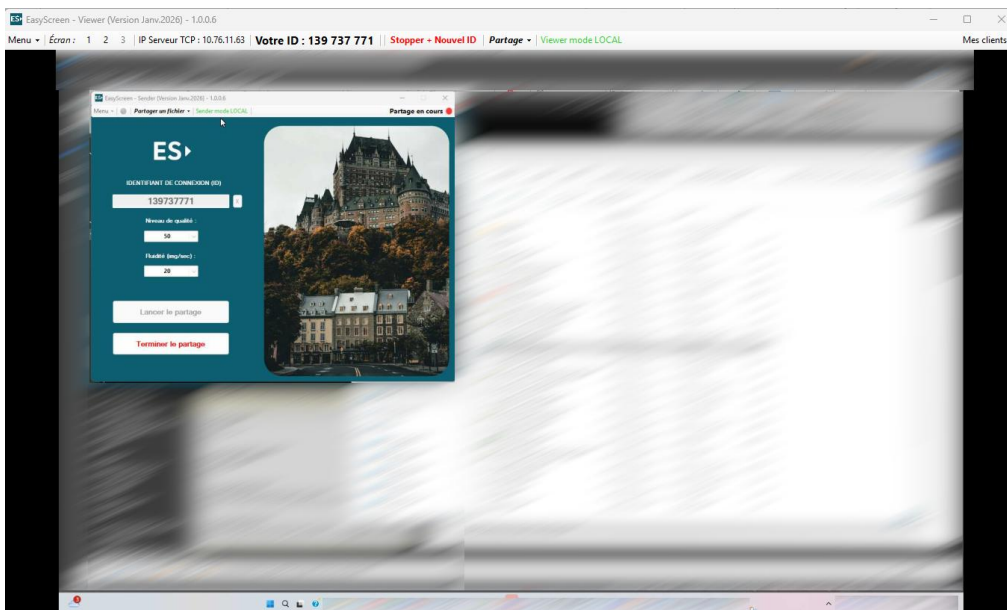 ES EasyScreen - Viewer (Version Janv.2026) - 1.0.0.6
Menu Écran : 1 2 3 IP Serveur TCP : 10.76.11.63 Votre ID : 139 737 771 Stopper + Nouvel ID Partage Viewer mode LOCAL Mes clients
ES EasyScreen - Sender (Version Janv.2026) - 1.0.0.6
Menu Partager un fichier Sender mode LOCAL Partage en cours
ES
IDENTIFIANT DE CONNEXION (ID)
139737771
Niveau de qualité :
50
Fluidité (img/sec) :
20
Lancer le partage
Terminer le partage